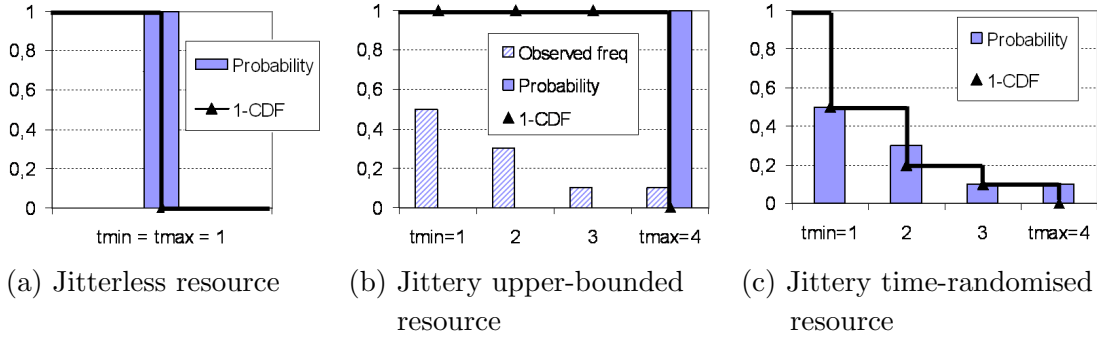 1
0,8
0,6
0,4
0,2
0
Probability
1-CDF
tmin = tmax = 1
(a) Jitterless resource
1
0,8
0,6
0,4
0,2
0
Observed freq
Probability
1-CDF
tmin=1 2 3 tmax=4
(b) Jittery upper-bounded
resource
1
0,8
0,6
0,4
0,2
0
Probability
1-CDF
tmin=1 2 3 tmax=4
(c) Jittery time-randomised
resource